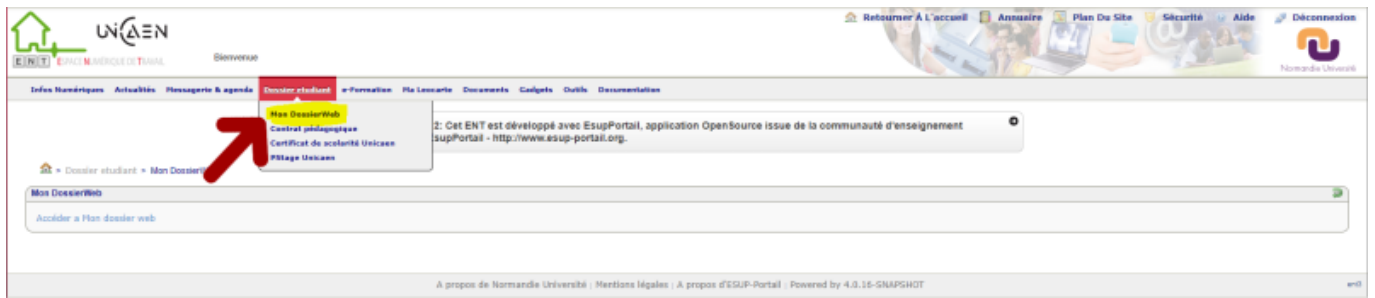 UNICAEN
ENT ESPACE NUMÉRIQUE DE TRAVAIL
Bienvenue
Retourner À L'accueil Annuaire Plan Du Site Sécurité Aide Déconnexion
Normandie Université
Infos Numériques Actualités Messagerie & agenda Dossier etudiant e-Formation Ma Leocarte Documents Gadgets Outils Documentation
Mon DossierWeb
Contrat pédagogique
Certificat de scolarité Unicaen
PStage Unicaen
2: Cet ENT est développé avec EsupPortail, application OpenSource issue de la communauté d'enseignement
EsupPortail - http://www.esup-portail.org.
» Dossier etudiant » Mon Dossier
Mon DossierWeb
Accéder a Mon dossier web
A propos de Normandie Université | Mentions légales | A propos d'ESUP-Portail | Powered by 4.0.16-SNAPSHOT